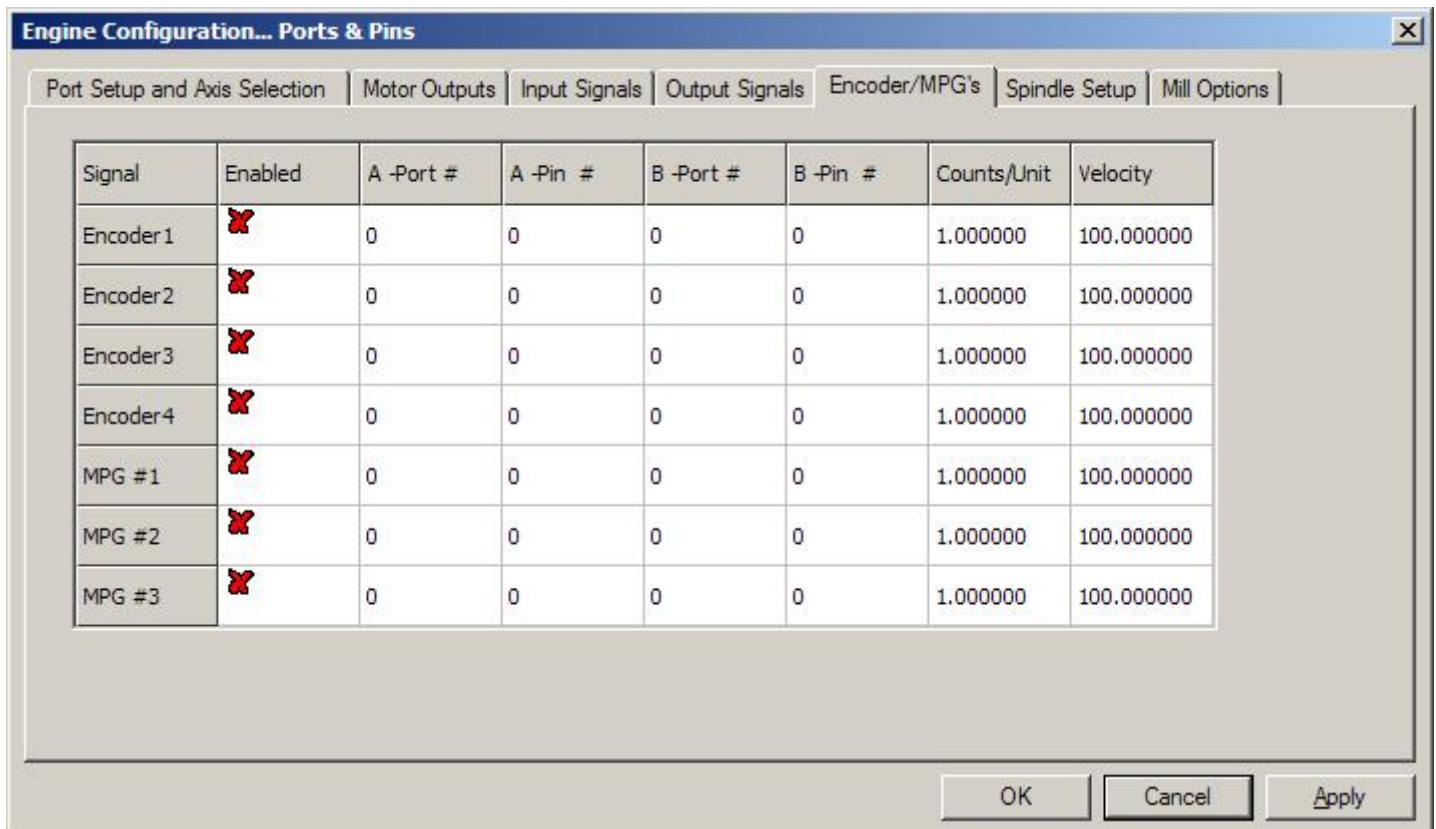 Engine Configuration... Ports & Pins
Port Setup and Axis Selection Motor Outputs Input Signals Output Signals Encoder/MPG's Spindle Setup Mill Options
Signal Enabled A -Port # A -Pin # B -Port # B -Pin # Counts/Unit Velocity
Encoder1 0 0 0 0 1.000000 100.000000
Encoder2 0 0 0 0 1.000000 100.000000
Encoder3 0 0 0 0 1.000000 100.000000
Encoder4 0 0 0 0 1.000000 100.000000
MPG #1 0 0 0 0 1.000000 100.000000
MPG #2 0 0 0 0 1.000000 100.000000
MPG #3 0 0 0 0 1.000000 100.000000
OK Cancel Apply